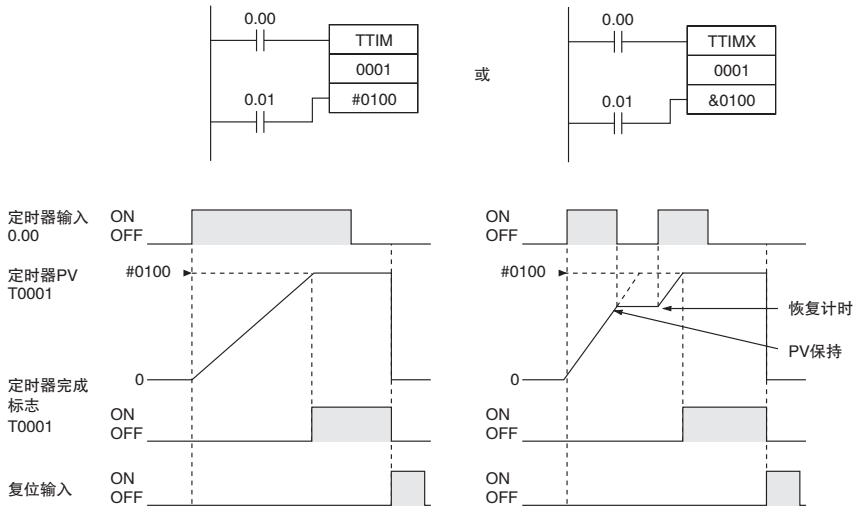 0.00
TTIM
0001
0.01
#0100
或
0.00
TTIMX
0001
0.01
&0100
定时器输入
0.00
ON
OFF
ON
OFF
定时器PV
T0001
#0100
#0100
恢复计时
PV保持
0
0
定时器完成
标志
T0001
ON
OFF
ON
OFF
复位输入
ON
OFF
ON
OFF